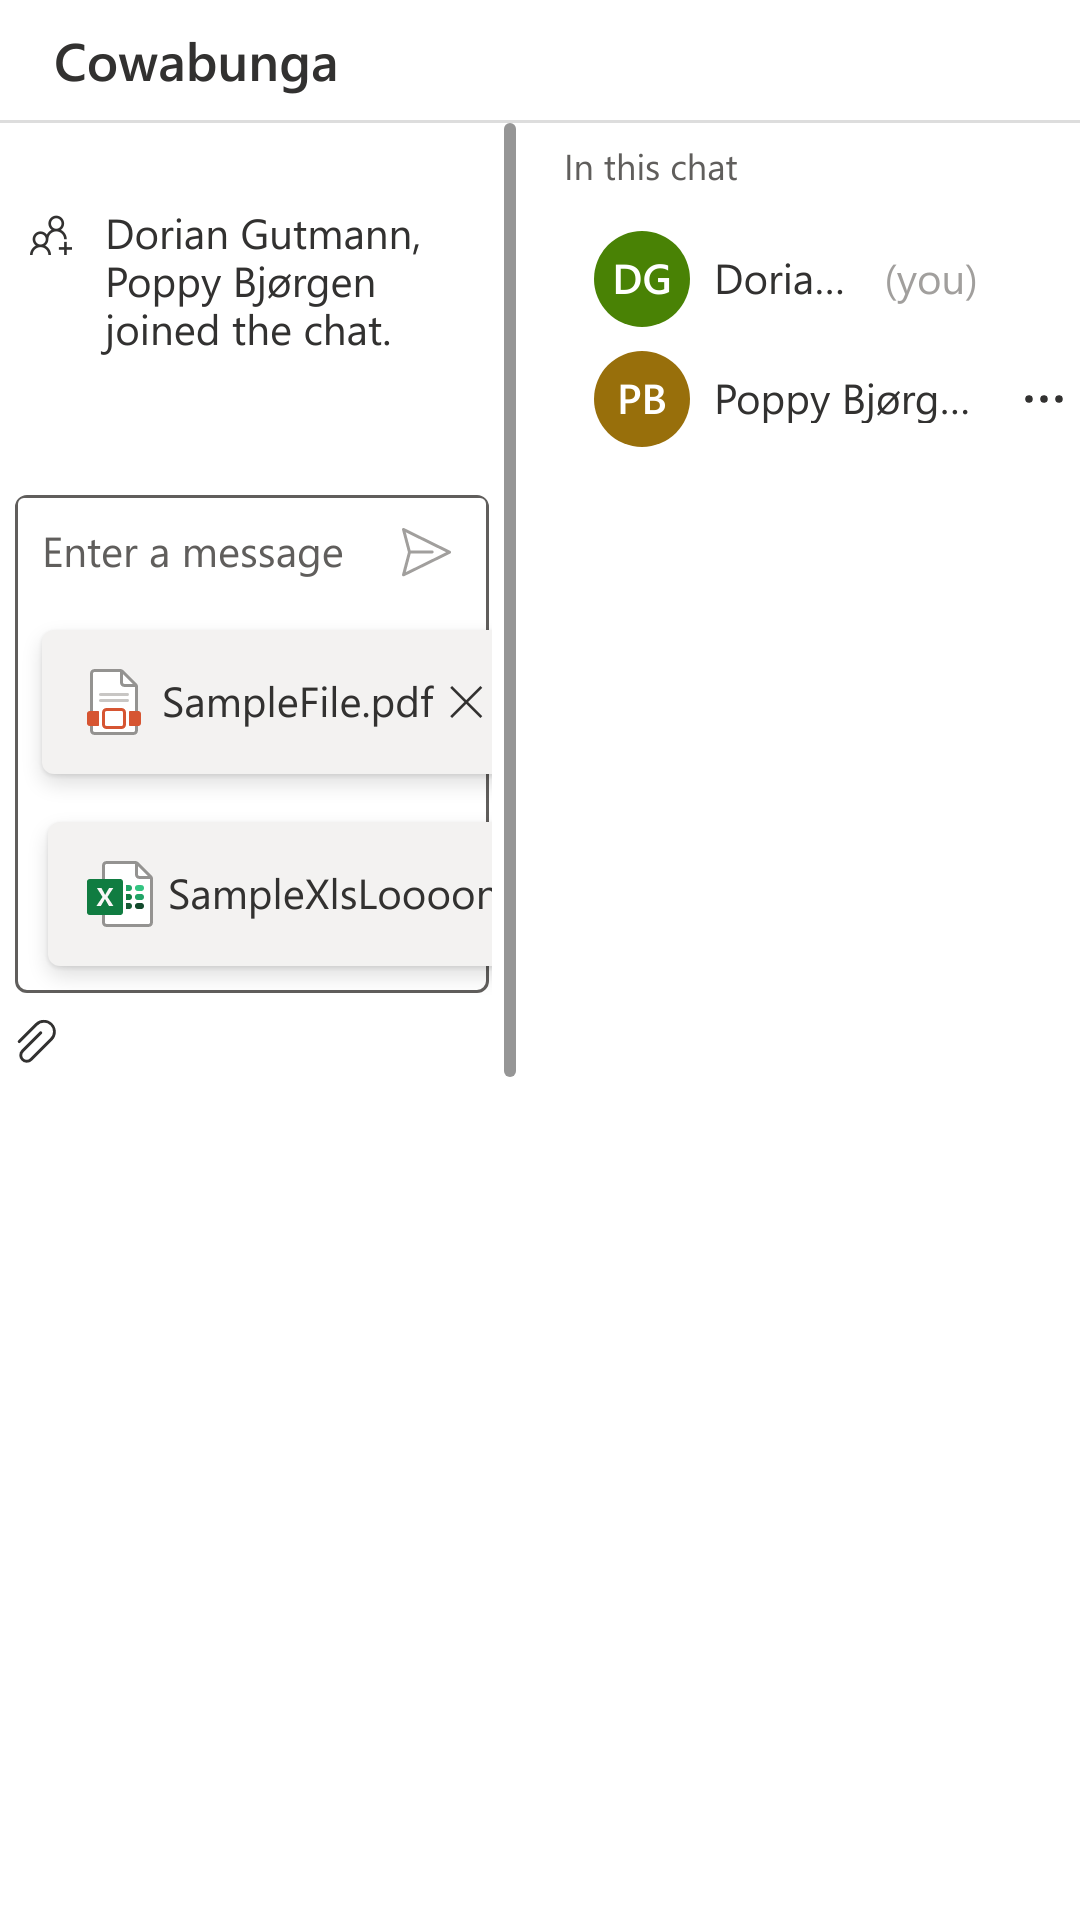 Cowabunga
Dorian Gutmann,
Poppy Bjørgen
joined the chat.
Enter a message
SampleFile.pdf
X SampleXlsLoooon
In this chat
DG Doria... (you)
PB Poppy Bjørg...